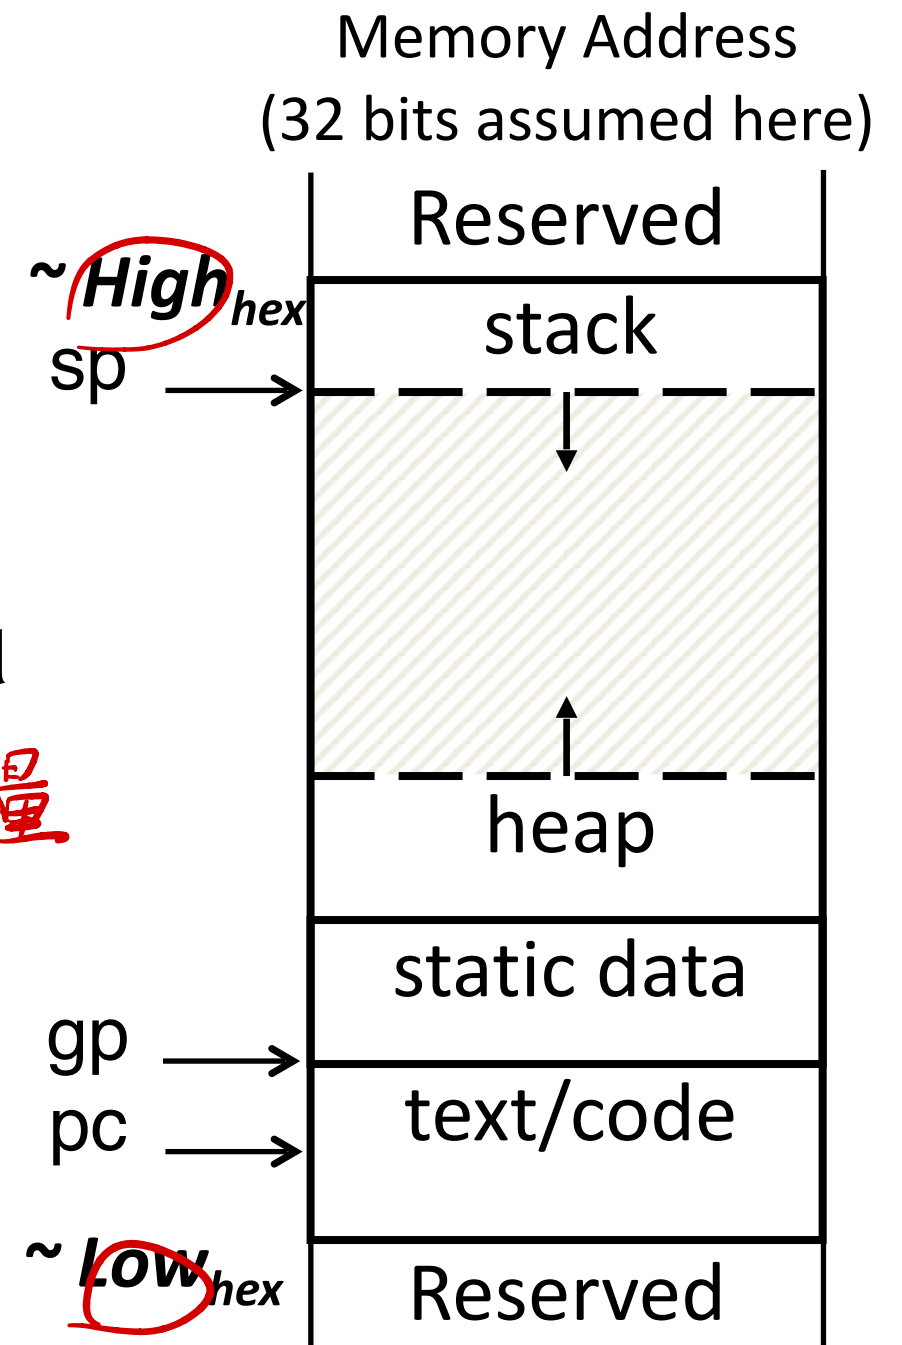 Memory Address
(32 bits assumed here)
Reserved
~ High hex
stack
sp
量
heap
static data
gp
text/code
pc
~ Low hex
Reserved